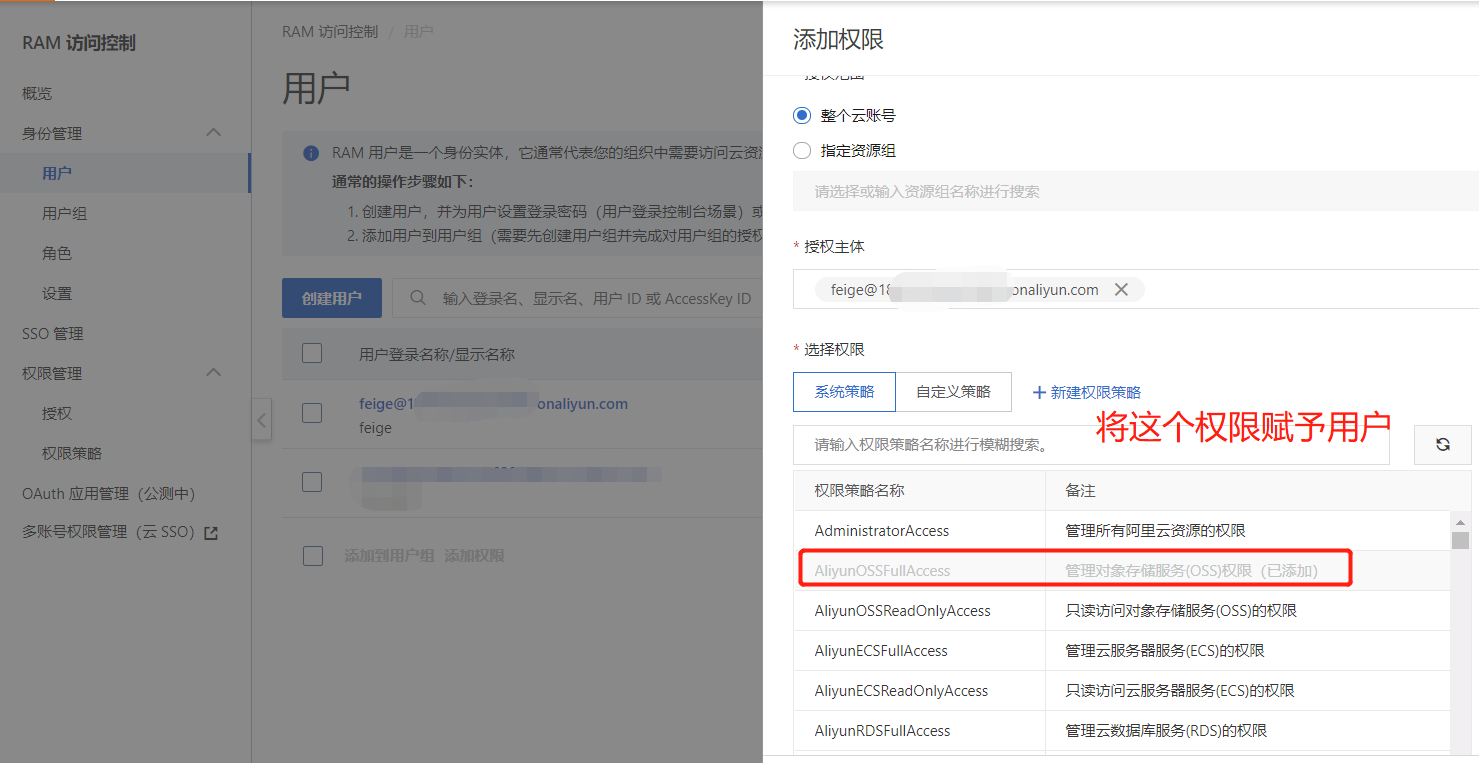 RAM 访问控制
概览
身份管理
用户
用户组
角色
设置
SSO 管理
权限管理
授权
权限策略
OAuth 应用管理（公测中）
多账号权限管理（云 SSO）
RAM 访问控制 / 用户
用户
RAM 用户是一个身份实体，它通常代表您的组织中需要访问云资
通常的操作步骤如下：
1. 创建用户，并为用户设置登录密码（用户登录控制台场景）或
2. 添加用户到用户组（需要先创建用户组并完成对用户组的授权
创建用户
输入登录名、显示名、用户 ID 或 AccessKey ID
用户登录名称/显示名称
feige@1 onaliyun.com
feige
添加到用户组 添加权限
添加权限
授权范围
整个云账号
指定资源组
请选择或输入资源组名称进行搜索
* 授权主体
feige@18 onaliyun.com
* 选择权限
系统策略 自定义策略 新建权限策略
将这个权限赋予用户
请输入权限策略名称进行模糊搜索。
权限策略名称 备注
AdministratorAccess 管理所有阿里云资源的权限
AliyunOSSFullAccess 管理对象存储服务(OSS)权限（已添加）
AliyunOSSReadOnlyAccess 只读访问对象存储服务(OSS)的权限
AliyunECSFullAccess 管理云服务器服务(ECS)的权限
AliyunECSReadOnlyAccess 只读访问云服务器服务(ECS)的权限
AliyunRDSFullAccess 管理云数据库服务(RDS)的权限